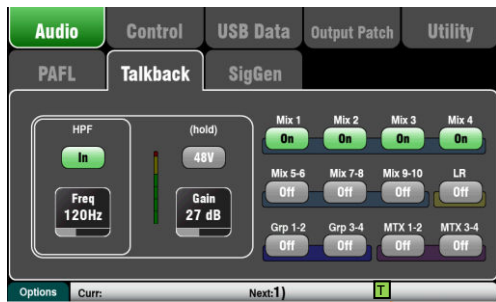 Audio Control USB Data Output Patch Utility
PAFL Talkback SigGen
HPF (hold) Mix 1 Mix 2 Mix 3 Mix 4
In 48V On On On On
Mix 5-6 Mix 7-8 Mix 9-10 LR
Freq Gain Off Off Off Off
120Hz 27 dB
Grp 1-2 Grp 3-4 MTX 1-2 MTX 3-4
Off Off Off Off
Options Curr: Next:1) T